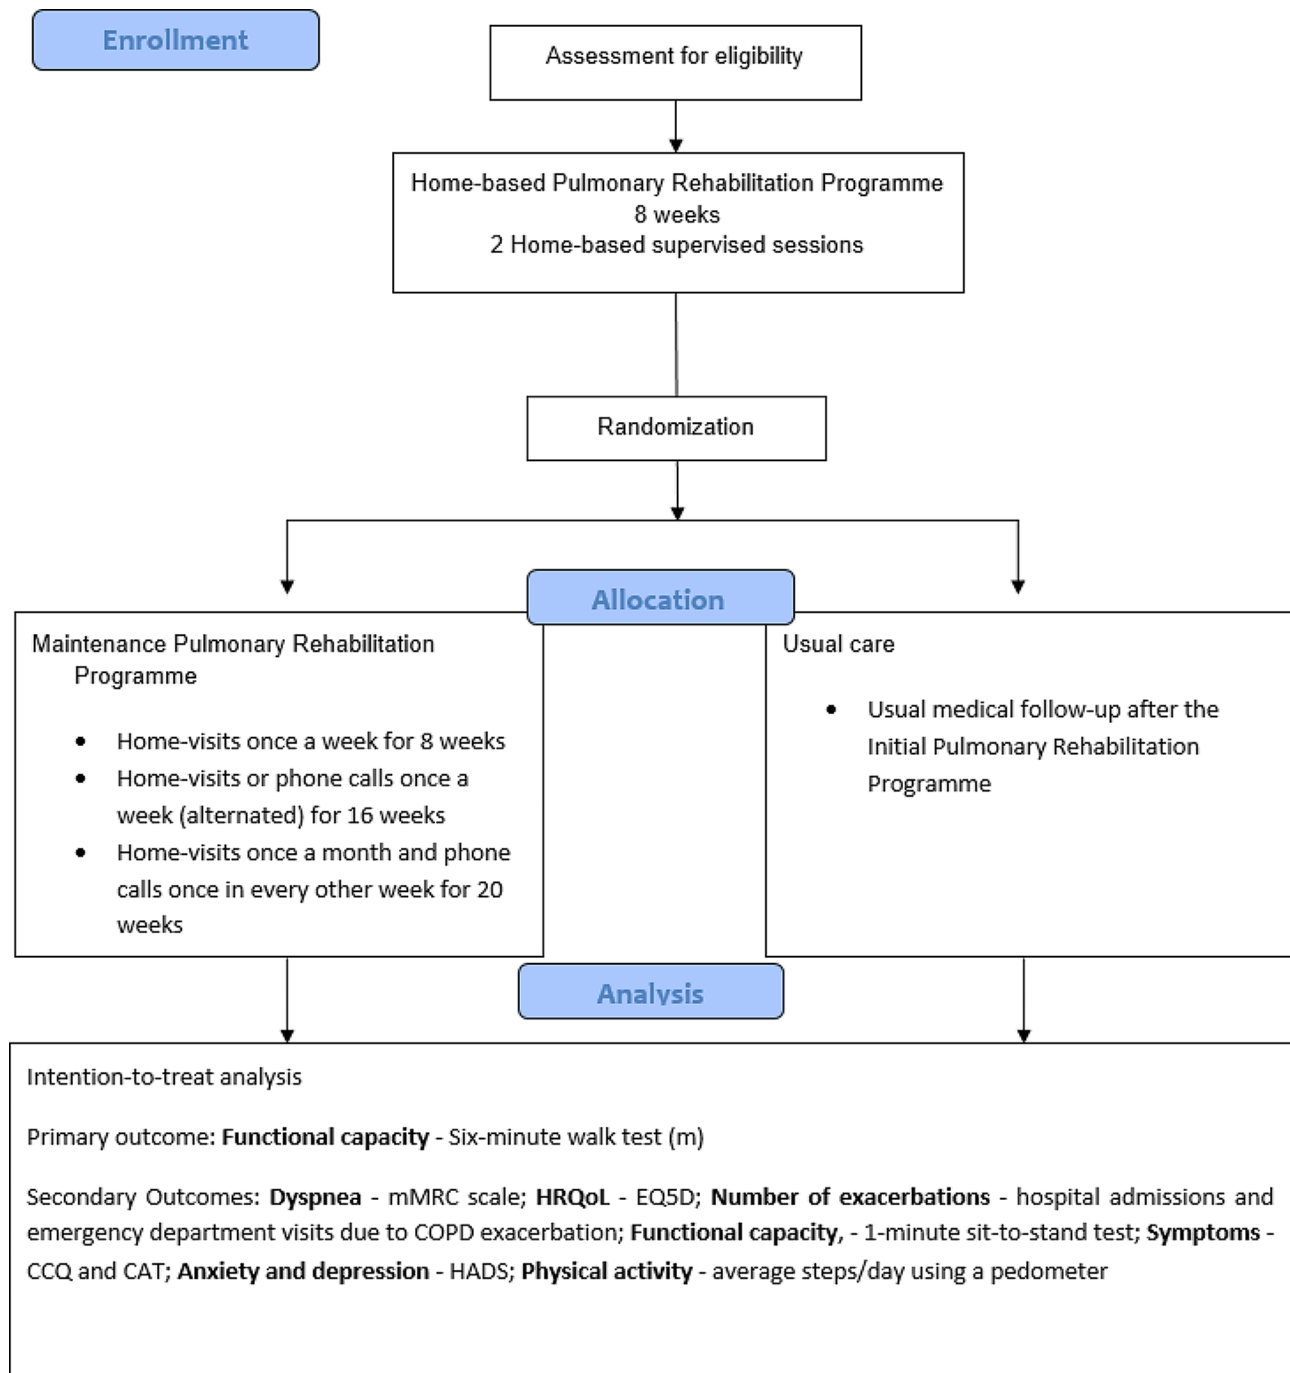 Enrollment
Assessment for eligibility
Home-based Pulmonary Rehabilitation Programme
8 weeks
2 Home-based supervised sessions
Randomization
Allocation
Maintenance Pulmonary Rehabilitation
Programme
• Home-visits once a week for 8 weeks
• Home-visits or phone calls once a
week (alternated) for 16 weeks
• Home-visits once a month and phone
calls once in every other week for 20
weeks
Usual care
• Usual medical follow-up after the
Initial Pulmonary Rehabilitation
Programme
Analysis
Intention-to-treat analysis
Primary outcome: Functional capacity - Six-minute walk test (m)
Secondary Outcomes: Dyspnea - mMRC scale; HRQoL - EQ5D; Number of exacerbations - hospital admissions and
emergency department visits due to COPD exacerbation; Functional capacity, - 1-minute sit-to-stand test; Symptoms -
CCQ and CAT; Anxiety and depression - HADS; Physical activity - average steps/day using a pedometer